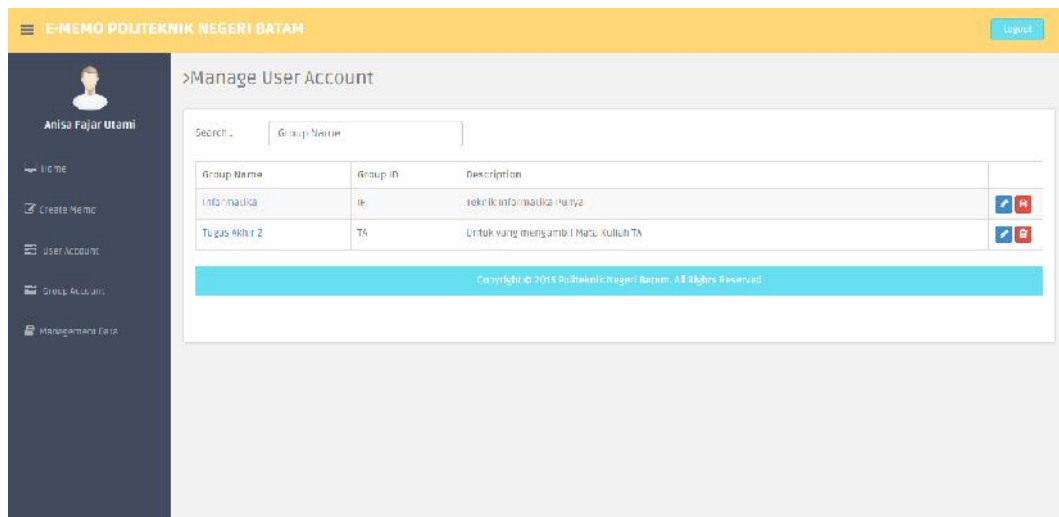 E-MEMO POLITEKNIK NEGERI BATAM
Logout
Anisa Fajar Utami
Home
Create Memo
User Account
Group Account
Management Data
>Manage User Account
Search..
Group Name
Group Name Group ID Description
Informatika IF Teknik Informatika Punya
Tugas Akhir 2 TA Untuk yang mengambil Mata Kuliah TA
Copyright © 2015 Politeknik Negeri Batam. All Rights Reserved